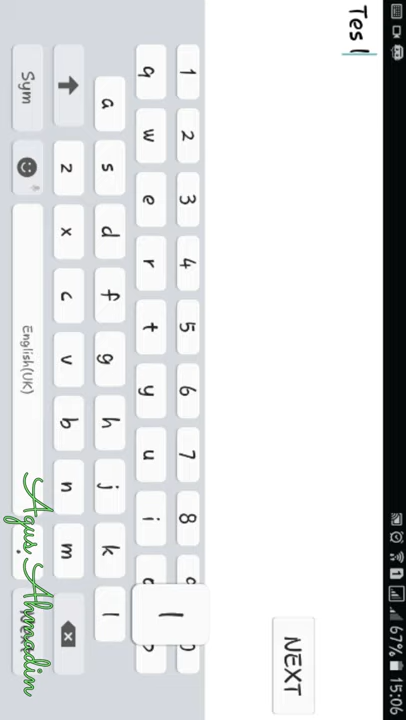 67% 15:06
Tes l
NEXT
1 2 3 4 5 6 7 8
q w e r t y u i
a s d f g h j k l
l
z x c v b n m
Sym English(UK)
Agus Ahmadin